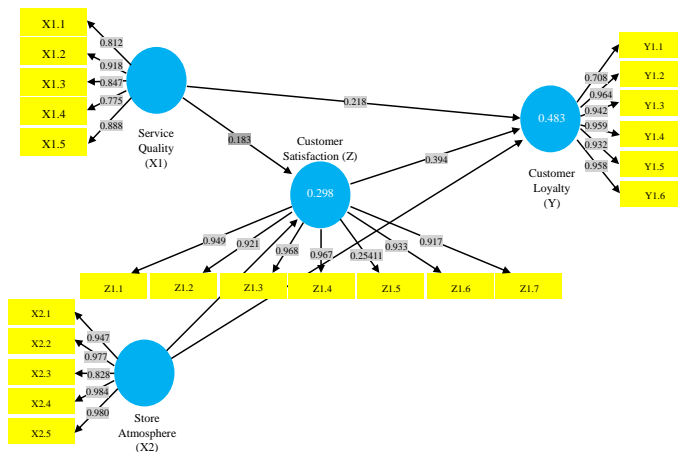 X1.1
X1.2
X1.3
X1.4
X1.5
0.812
0.918
0.847
0.775
0.888
Service
Quality
(X1)
0.218
0.183
Customer
Satisfaction (Z)
0.298
0.394
0.483
Customer
Loyalty
(Y)
0.708
0.964
0.942
0.959
0.932
0.958
Y1.1
Y1.2
Y1.3
Y1.4
Y1.5
Y1.6
0.949
0.921
0.968
0.967
0.25411
0.933
0.917
Z1.1
Z1.2
Z1.3
Z1.4
Z1.5
Z1.6
Z1.7
X2.1
X2.2
X2.3
X2.4
X2.5
0.947
0.977
0.828
0.984
0.980
Store
Atmosphere
(X2)